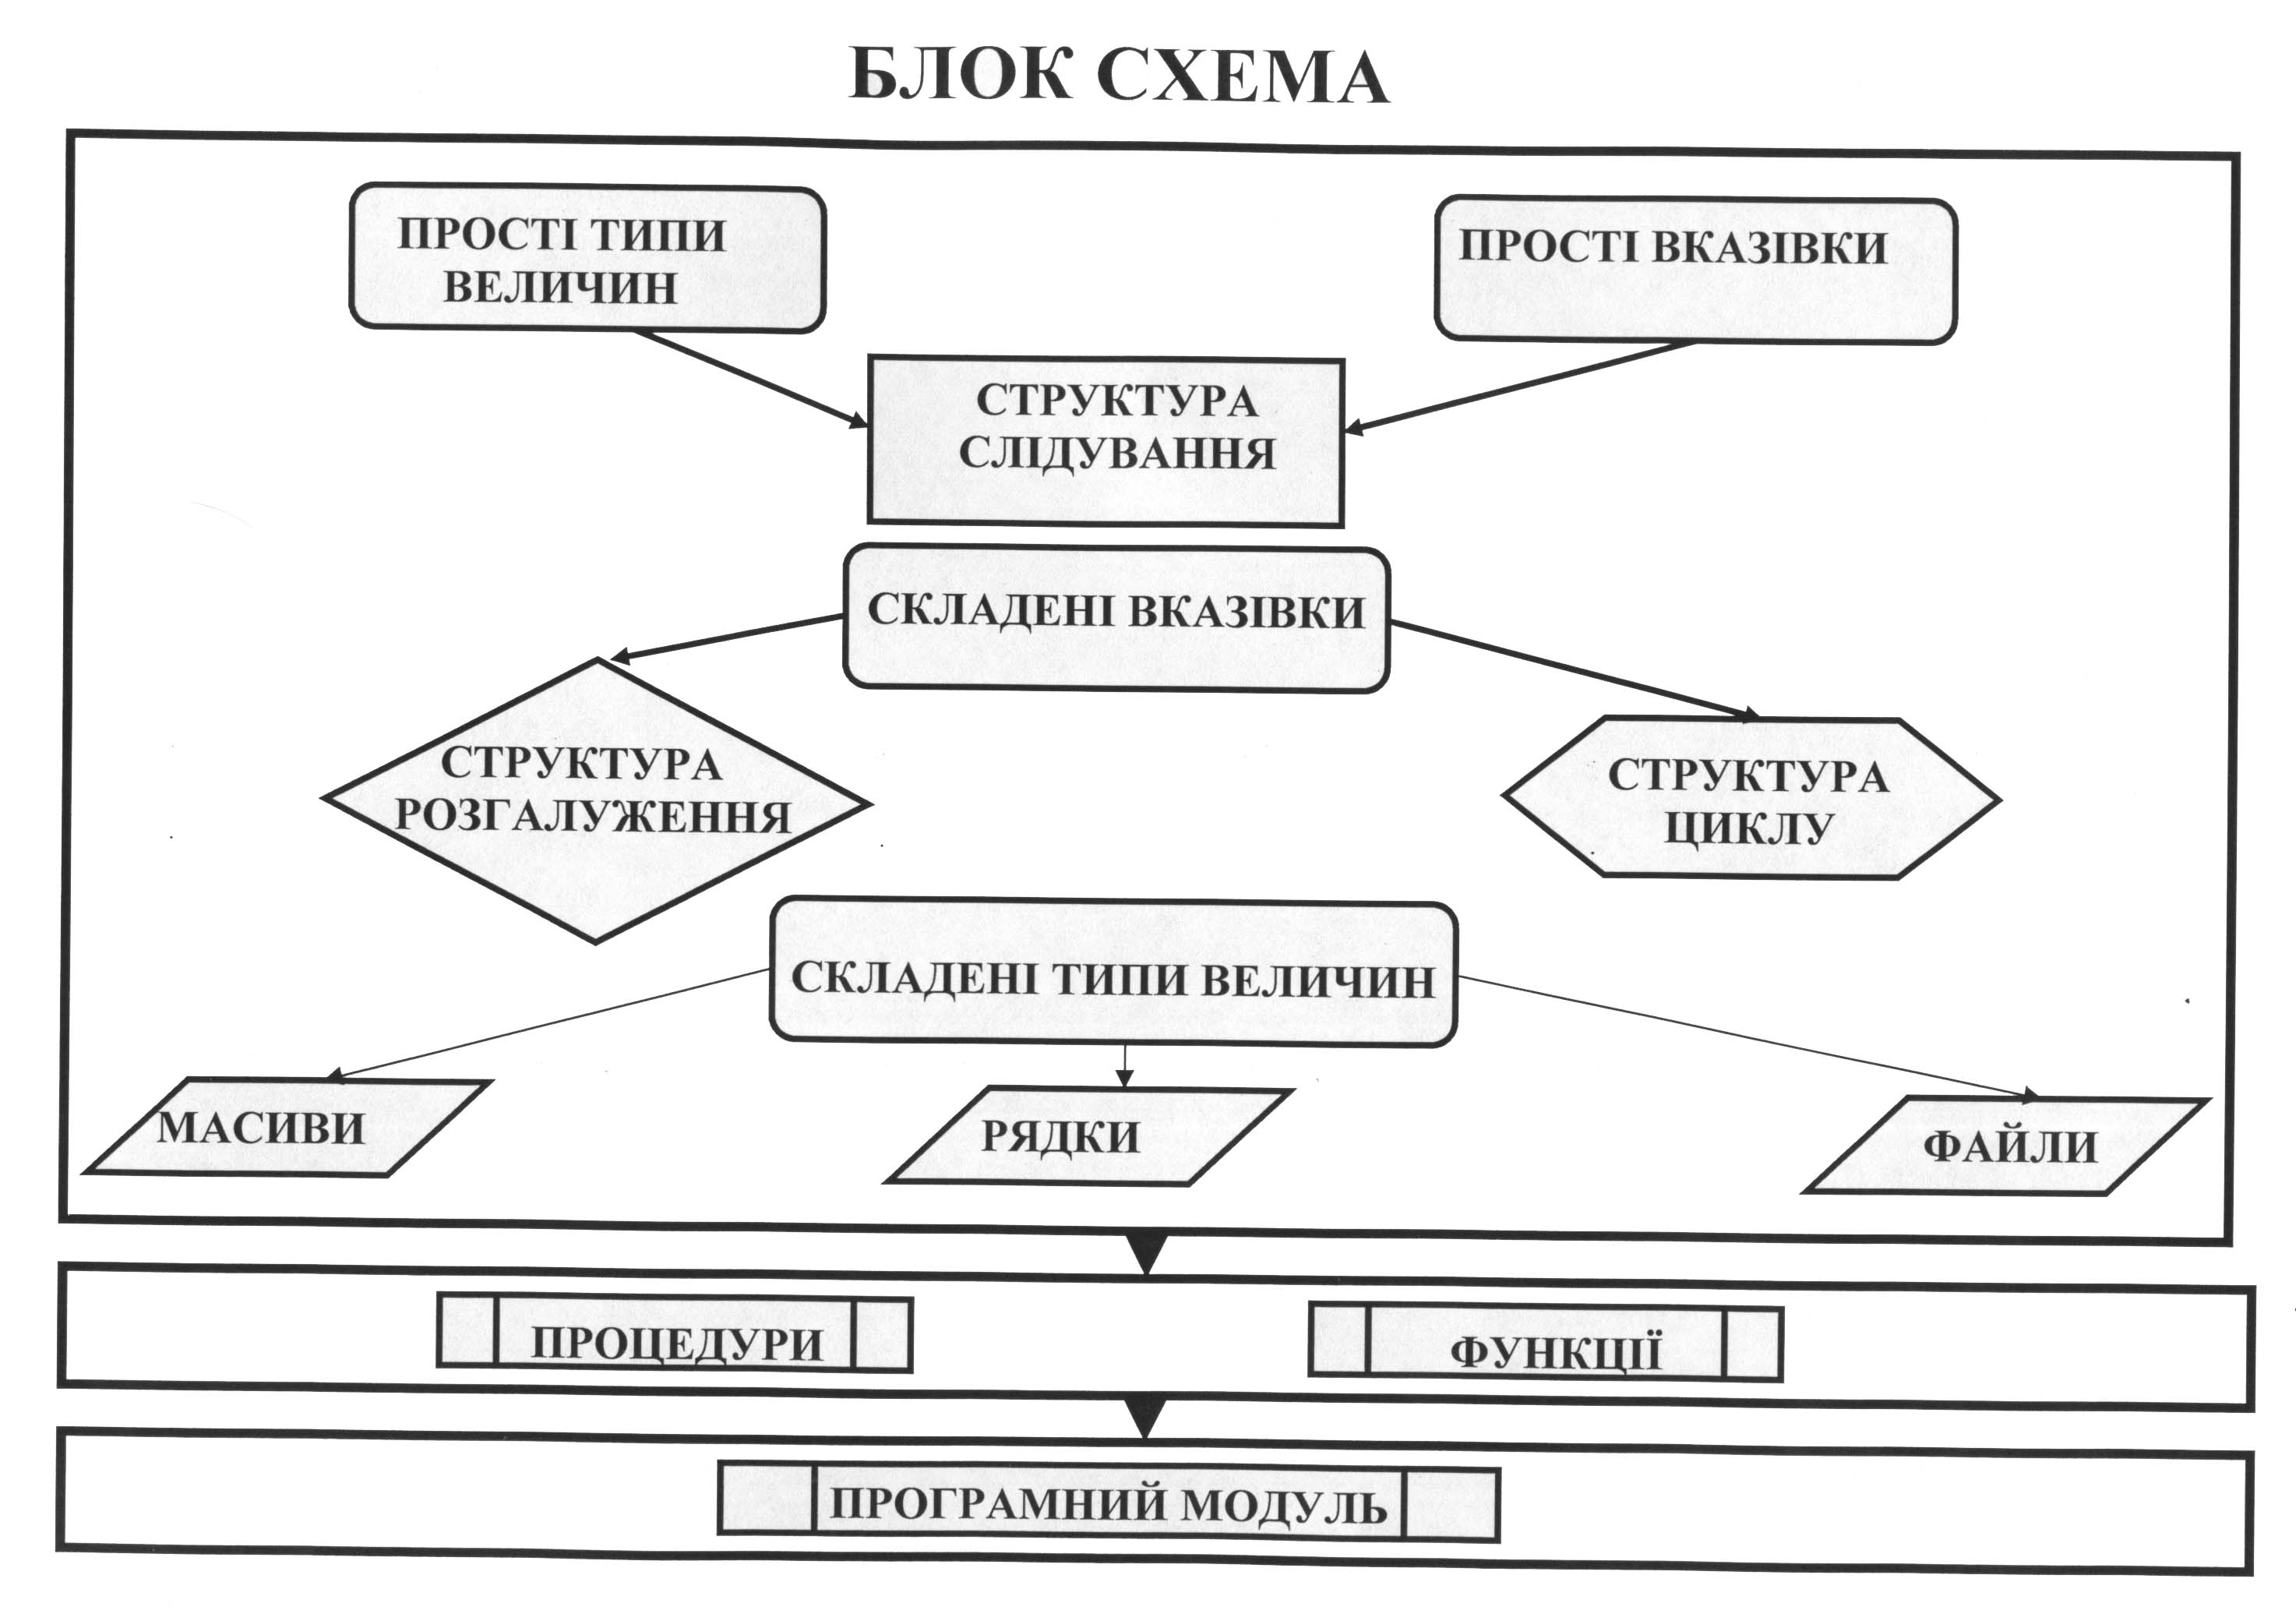 БЛОК СХЕМА
ПРОСТІ ТИПИ
ВЕЛИЧИН
ПРОСТІ ВКАЗІВКИ
СТРУКТУРА
СЛІДУВАННЯ
СКЛАДЕНІ ВКАЗІВКИ
СТРУКТУРА
РОЗГАЛУЖЕННЯ
СТРУКТУРА
ЦИКЛУ
СКЛАДЕНІ ТИПИ ВЕЛИЧИН
МАСИВИ
РЯДКИ
ФАЙЛИ
ПРОЦЕДУРИ
ФУНКЦІЇ
ПРОГРАМНИЙ МОДУЛЬ